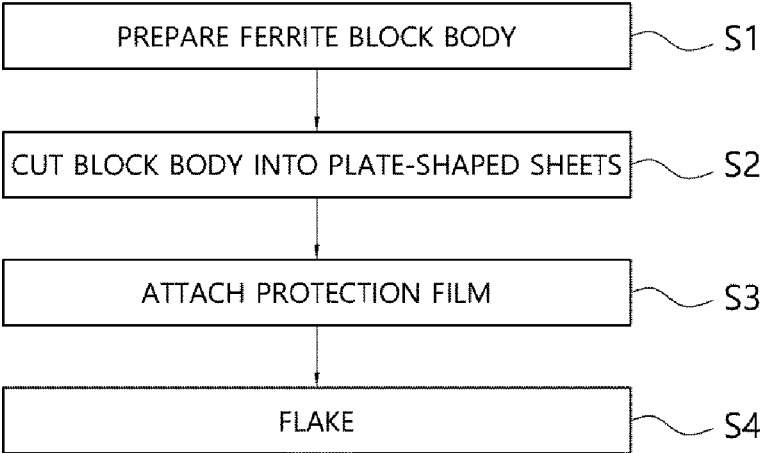 PREPARE FERRITE BLOCK BODY S1
CUT BLOCK BODY INTO PLATE-SHAPED SHEETS S2
ATTACH PROTECTION FILM S3
FLAKE S4